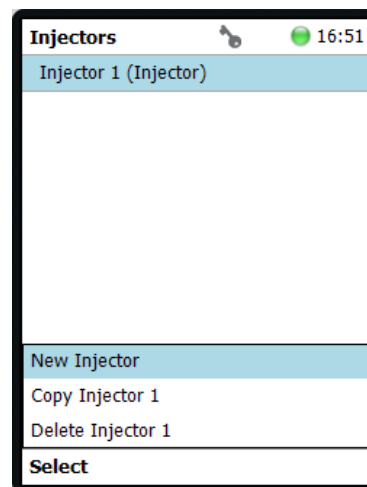 Injectors 16:51
Injector 1 (Injector)
New Injector
Copy Injector 1
Delete Injector 1
Select